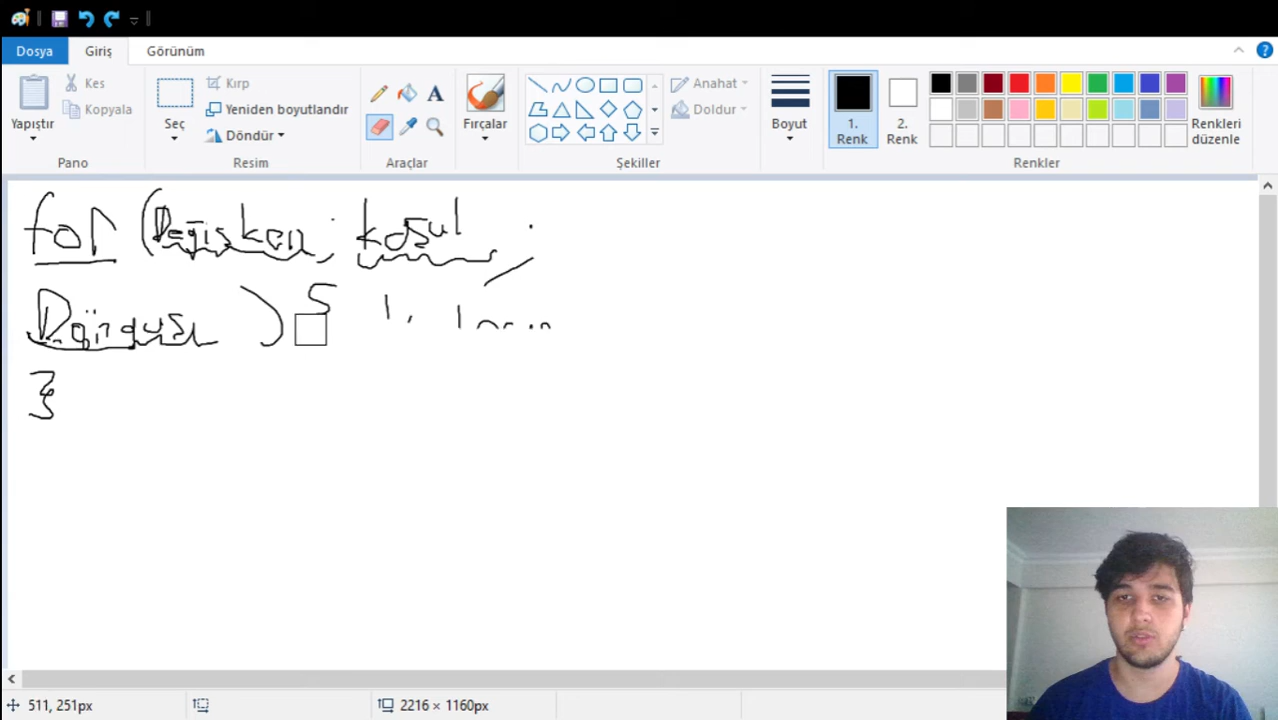 Dosya Giriş Görünüm
Kes
Kopyala
Yapıştır
Pano
Kırp
Yeniden boyutlandır
Döndür
Seç
Resim
Araçlar
Fırçalar
Anahat
Doldur
Şekiller
Boyut
1.
Renk
2.
Renk
Renkleri
düzenle
Renkler
for (Değişken; koşul ;
Döngüsü )
}
511, 251px
2216 × 1160px